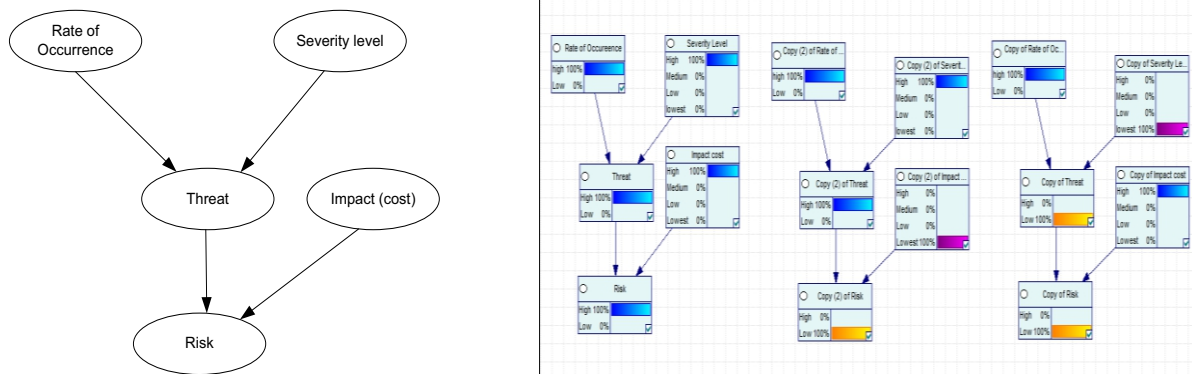 Rate of
Occurrence
Severity level
Threat
Impact (cost)
Risk
Rate of Occureence
high 100%
Low 0%
Severity Level
High 100%
Medium 0%
Low 0%
lowest 0%
Threat
High 100%
Low 0%
Impact cost
High 100%
Medium 0%
Low 0%
Lowest 0%
Risk
High 100%
Low 0%
Copy (2) of Rate of ...
high 100%
Low 0%
Copy (2) of Severit...
High 100%
Medium 0%
Low 0%
lowest 0%
Copy (2) of Threat
High 100%
Low 0%
Copy (2) of Impact ...
High 0%
Medium 0%
Low 0%
Lowest 100%
Copy (2) of Risk
High 0%
Low 100%
Copy of Rate of Oc...
high 100%
Low 0%
Copy of Severity Le...
High 0%
Medium 0%
Low 0%
lowest 100%
Copy of Threat
High 0%
Low 100%
Copy of Impact cost
High 100%
Medium 0%
Low 0%
Lowest 0%
Copy of Risk
High 0%
Low 100%